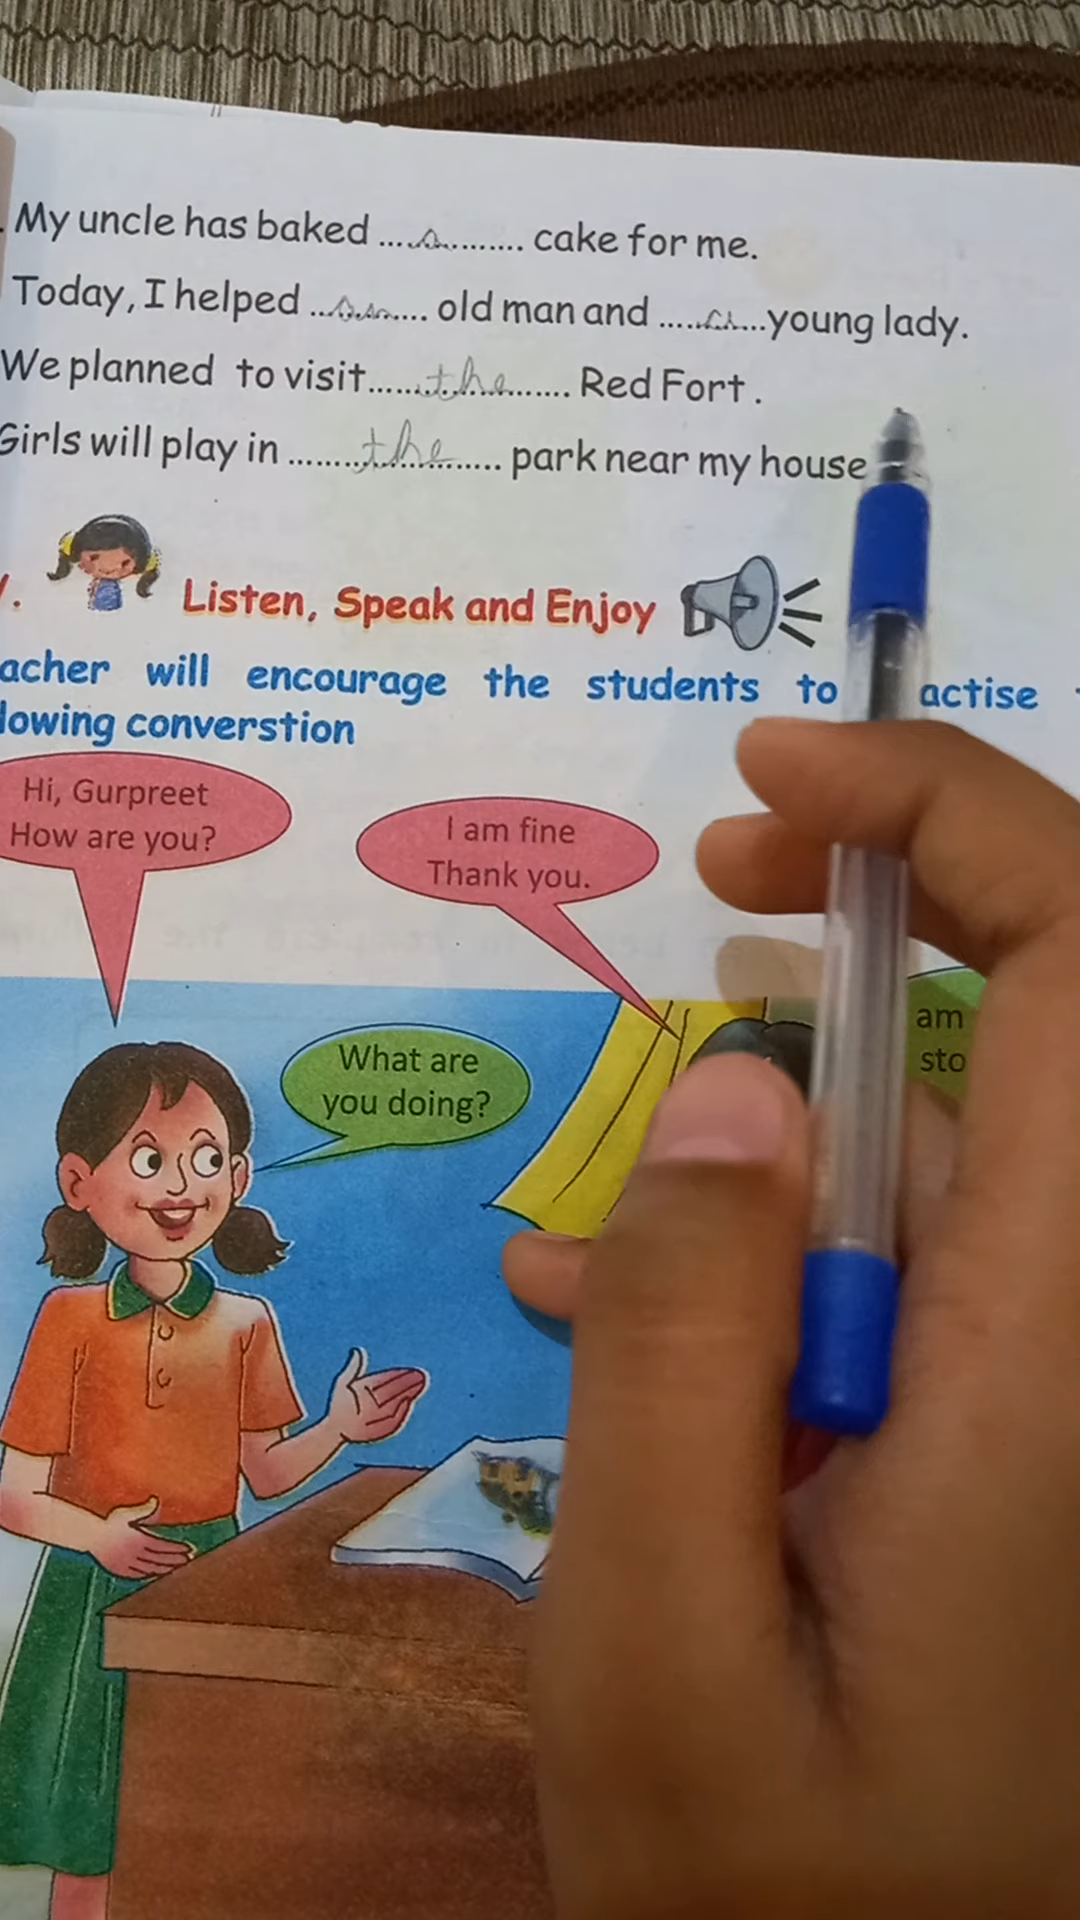 My uncle has baked ....a.......... cake for me.
Today, I helped ...an.... old man and .....a....young lady.
We planned to visit......the....... Red Fort .
Girls will play in ........the........ park near my house
Listen, Speak and Enjoy
acher will encourage the students to actise
lowing converstion
Hi, Gurpreet
How are you?
I am fine
Thank you.
am
sto
What are
you doing?